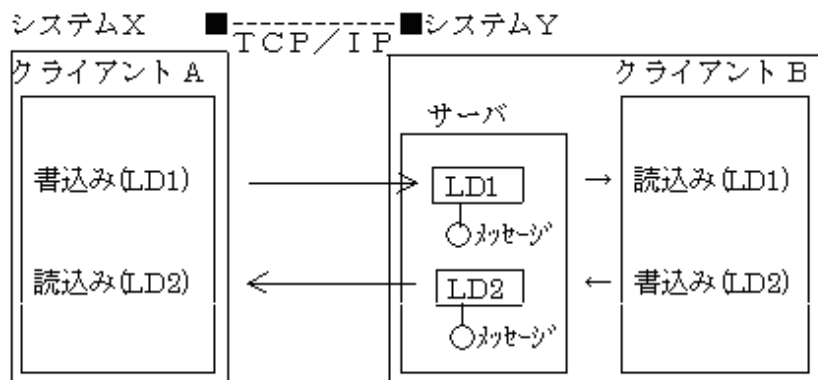 システムX ■------------■システムY
TCP/IP
クライアントA
クライアントB
サーバ
書込み(LD1) → LD1 → 読込み(LD1)
メッセージ
読込み(LD2) ← LD2 ← 書込み(LD2)
メッセージ